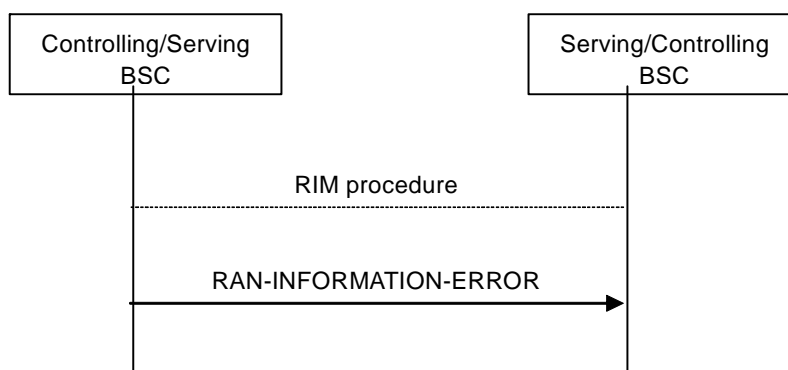 Controlling/Serving
BSC
Serving/Controlling
BSC
RIM procedure
RAN-INFORMATION-ERROR